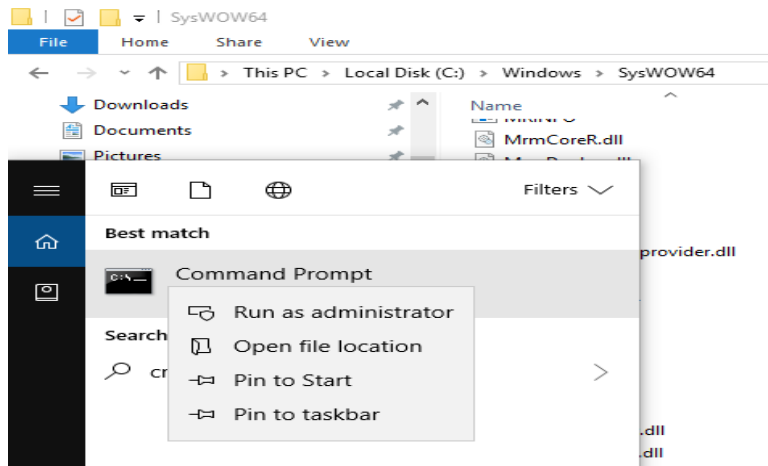 SysWOW64
File Home Share View
This PC > Local Disk (C:) > Windows > SysWOW64
Downloads
Name
Documents
MrmCoreR.dll
Pictures
Filters
Best match
provider.dll
C:\
Command Prompt
Run as administrator
Search
Open file location
Pin to Start
Pin to taskbar
.dll
.dll